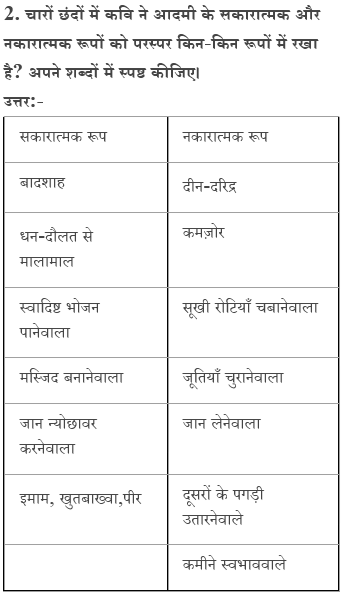 2. चारों छंदों में कवि ने आदमी के सकारात्मक और
नकारात्मक रूपों को परस्पर किन-किन रूपों में रखा
है? अपने शब्दों में स्पष्ट कीजिए।
उत्तर:-
सकारात्मक रूप नकारात्मक रूप
बादशाह दीन-दरिद्र
धन-दौलत से कमज़ोर
मालामाल
स्वादिष्ट भोजन सूखी रोटियाँ चबानेवाला
पानेवाला
मस्जिद बनानेवाला जूतियाँ चुरानेवाला
जान न्योछावर जान लेनेवाला
करनेवाला
इमाम, खुतबाख्वा,पीर दूसरों के पगड़ी
उतारनेवाले
कमीने स्वभाववाले